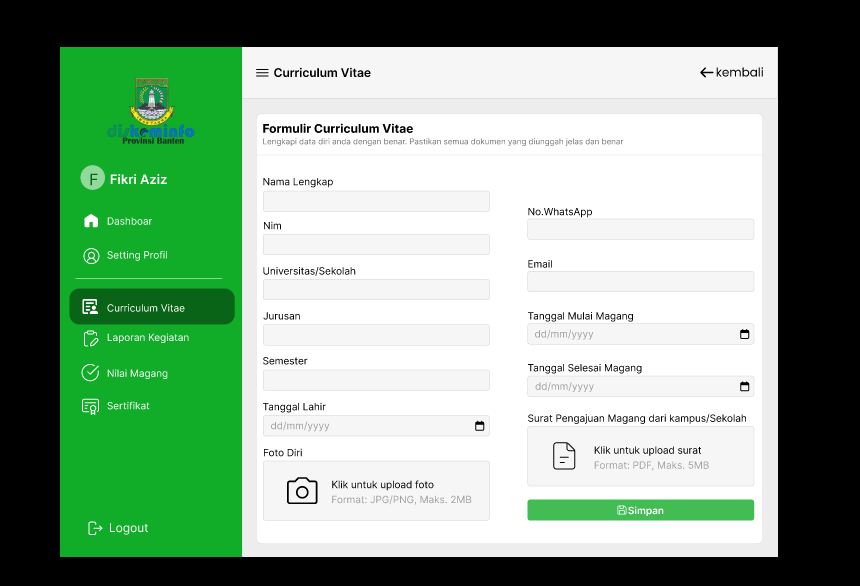 diskominfo
Provinsi Banten
F Fikri Aziz
Dashboar
Setting Profil
Curriculum Vitae
Laporan Kegiatan
Nilai Magang
Sertifikat
Logout
Curriculum Vitae
kembali
Formulir Curriculum Vitae
Lengkapi data diri anda dengan benar. Pastikan semua dokumen yang diunggah jelas dan benar
Nama Lengkap
Nim
Universitas/Sekolah
Jurusan
Semester
Tanggal Lahir
dd/mm/yyyy
Foto Diri
Klik untuk upload foto
Format: JPG/PNG, Maks. 2MB
No.WhatsApp
Email
Tanggal Mulai Magang
dd/mm/yyyy
Tanggal Selesai Magang
dd/mm/yyyy
Surat Pengajuan Magang dari kampus/Sekolah
Klik untuk upload surat
Format: PDF, Maks. 5MB
Simpan